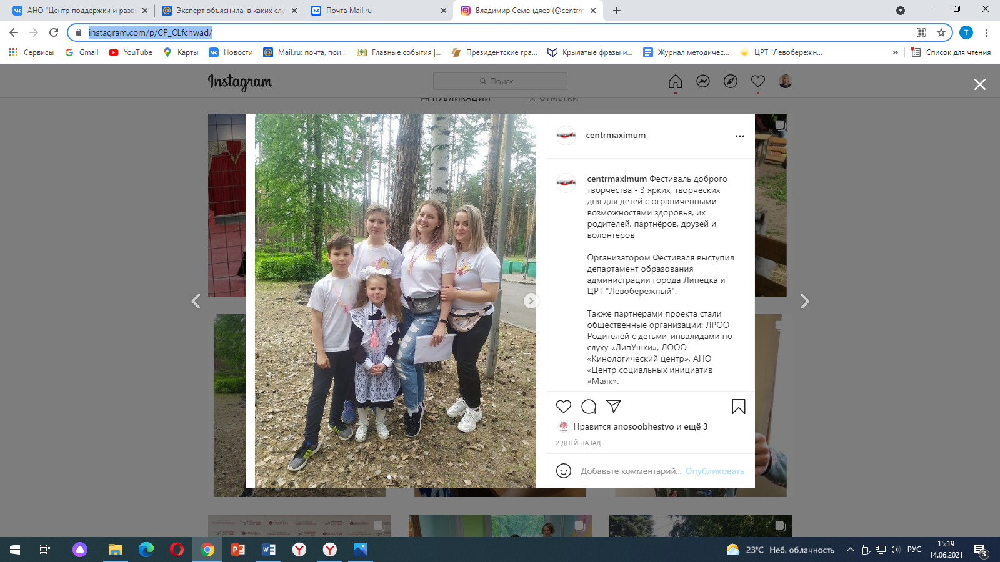 АНО "Центр поддержки и разви
Эксперт объяснила, в каких слу
Почта Mail.ru
Владимир Семендяев (@centrm
instagram.com/p/CP_CLfchwad/
T
Сервисы
Gmail
YouTube
Карты
Новости
Mail.ru: почта, пои...
Главные события |...
Президентские гра...
Крылатые фразы и...
Журнал методичес...
ЦРТ "Левобережн...
»
Список для чтения
Instagram
Поиск
ПУБЛИКАЦИИ
ОТМЕТКИ
centrmaximum
centrmaximum Фестиваль доброго
творчества - 3 ярких, творческих
дня для детей с ограниченными
возможностями здоровья, их
родителей, партнёров, друзей и
волонтеров
Организатором Фестиваля выступил
департамент образования
администрации города Липецка и
ЦРТ "Левобережный".
Также партнерами проекта стали
общественные организации: ЛРОО
Родителей с детьми-инвалидами по
слуху «ЛипУшки», ЛООО
«Кинологический центр», АНО
«Центр социальных инициатив
«Маяк».
Нравится anosoobhestvo и ещё 3
2 ДНЕЙ НАЗАД
Добавьте комментарий...
Опубликовать
23°C Неб. облачность
РУС
15:19
14.06.2021
3